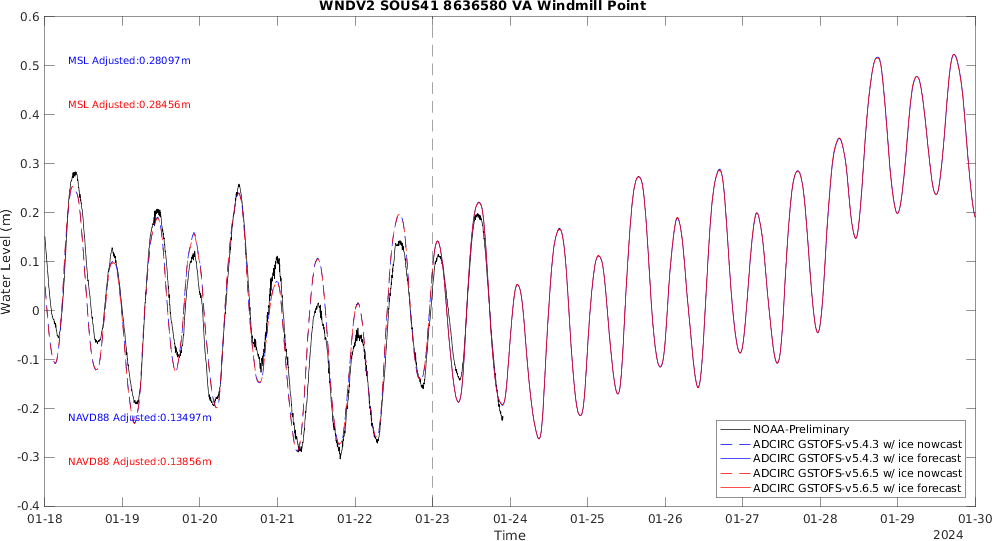 WNDV2 SOUS41 8636580 VA Windmill Point
0.6
0.5
0.4
0.3
0.2
0.1
0
-0.1
-0.2
-0.3
-0.4
Water Level (m)
MSL Adjusted:0.28097m
MSL Adjusted:0.28456m
NAVD88 Adjusted:0.13497m
NAVD88 Adjusted:0.13856m
NOAA-Preliminary
ADCIRC GSTOFS-v5.4.3 w/ ice nowcast
ADCIRC GSTOFS-v5.4.3 w/ ice forecast
ADCIRC GSTOFS-v5.6.5 w/ ice nowcast
ADCIRC GSTOFS-v5.6.5 w/ ice forecast
01-18 01-19 01-20 01-21 01-22 01-23 01-24 01-25 01-26 01-27 01-28 01-29 01-30
Time
2024